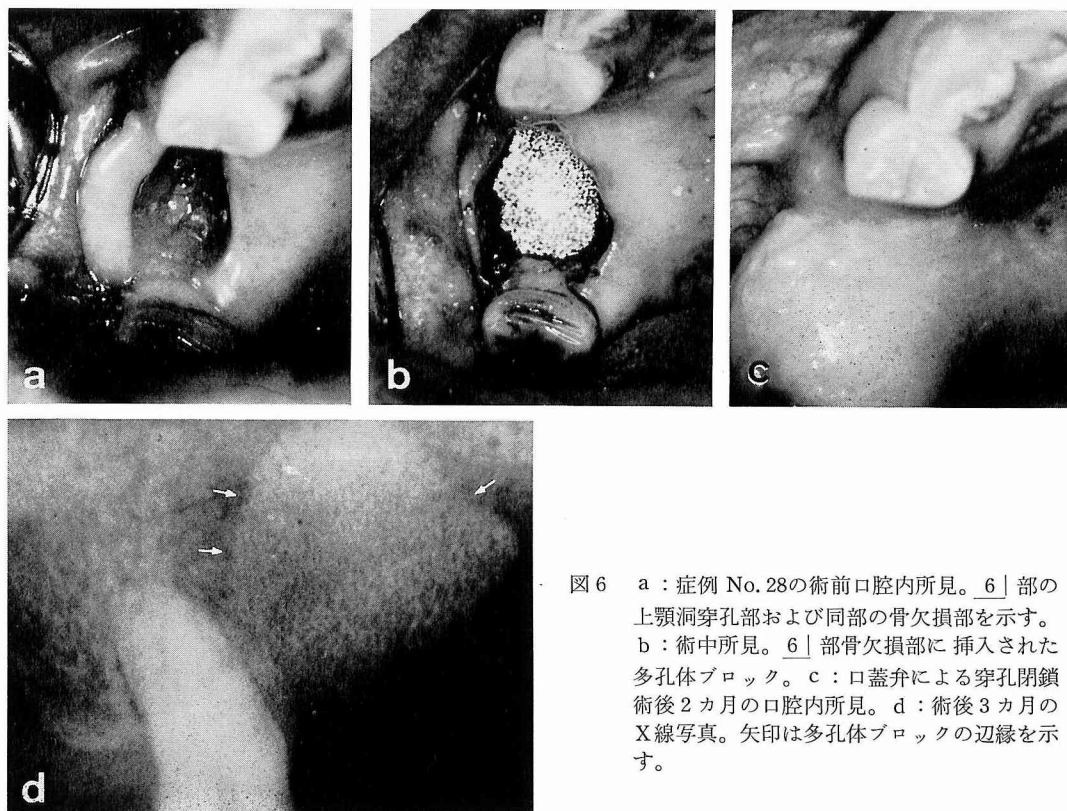 a
b
c
d
図6 a:症例 No. 28の術前口腔内所見。6| 部の
上顎洞穿孔部および同部の骨欠損部を示す。
b:術中所見。6| 部骨欠損部に 挿入された
多孔体ブロック。c:口蓋弁による穿孔閉鎖
術後2カ月の口腔内所見。d:術後3カ月の
X線写真。矢印は多孔体ブロックの辺縁を示
す。